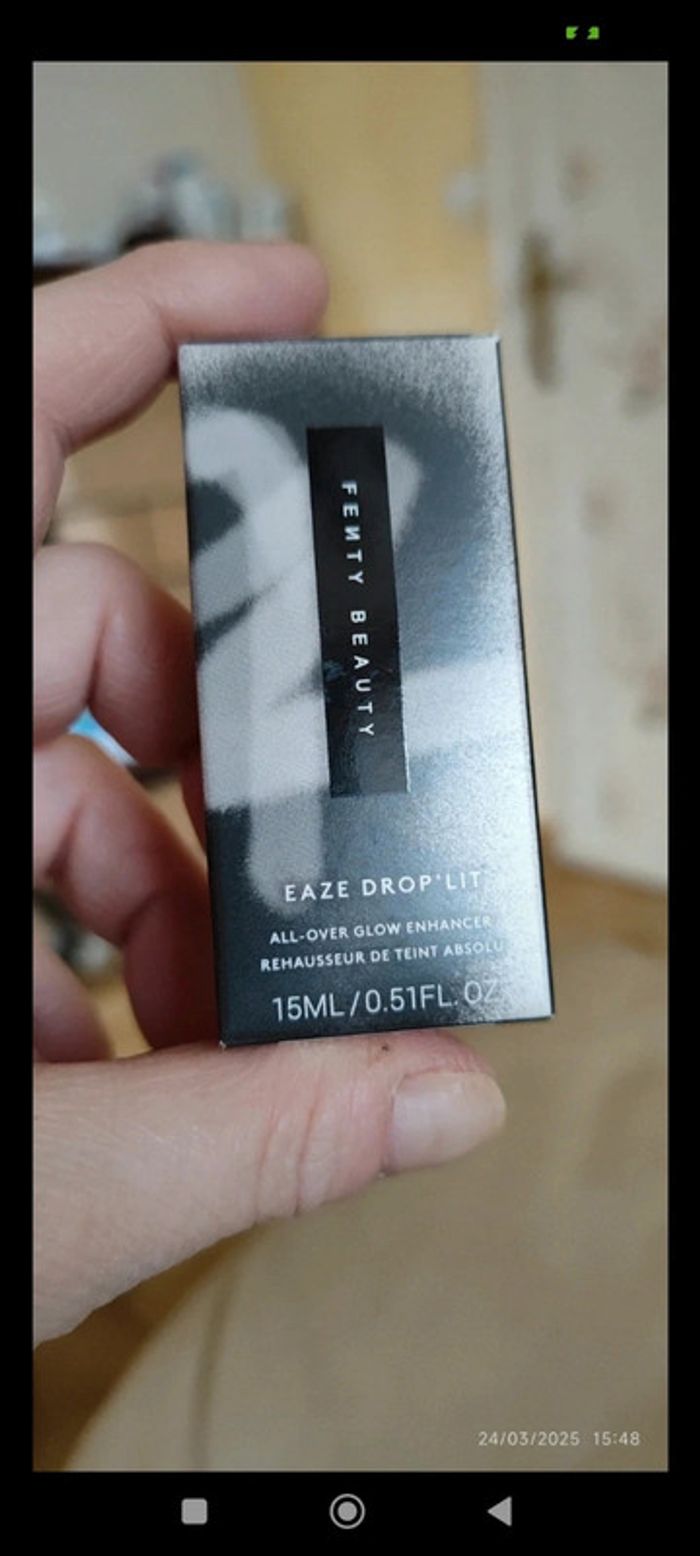 FEИTY BEAUTY
EAZE DROP'LIT
ALL-OVER GLOW ENHANCER
REHAUSSEUR DE TEINT ABSOLU
15ML/0.51FL. OZ
24/03/2025 15:48